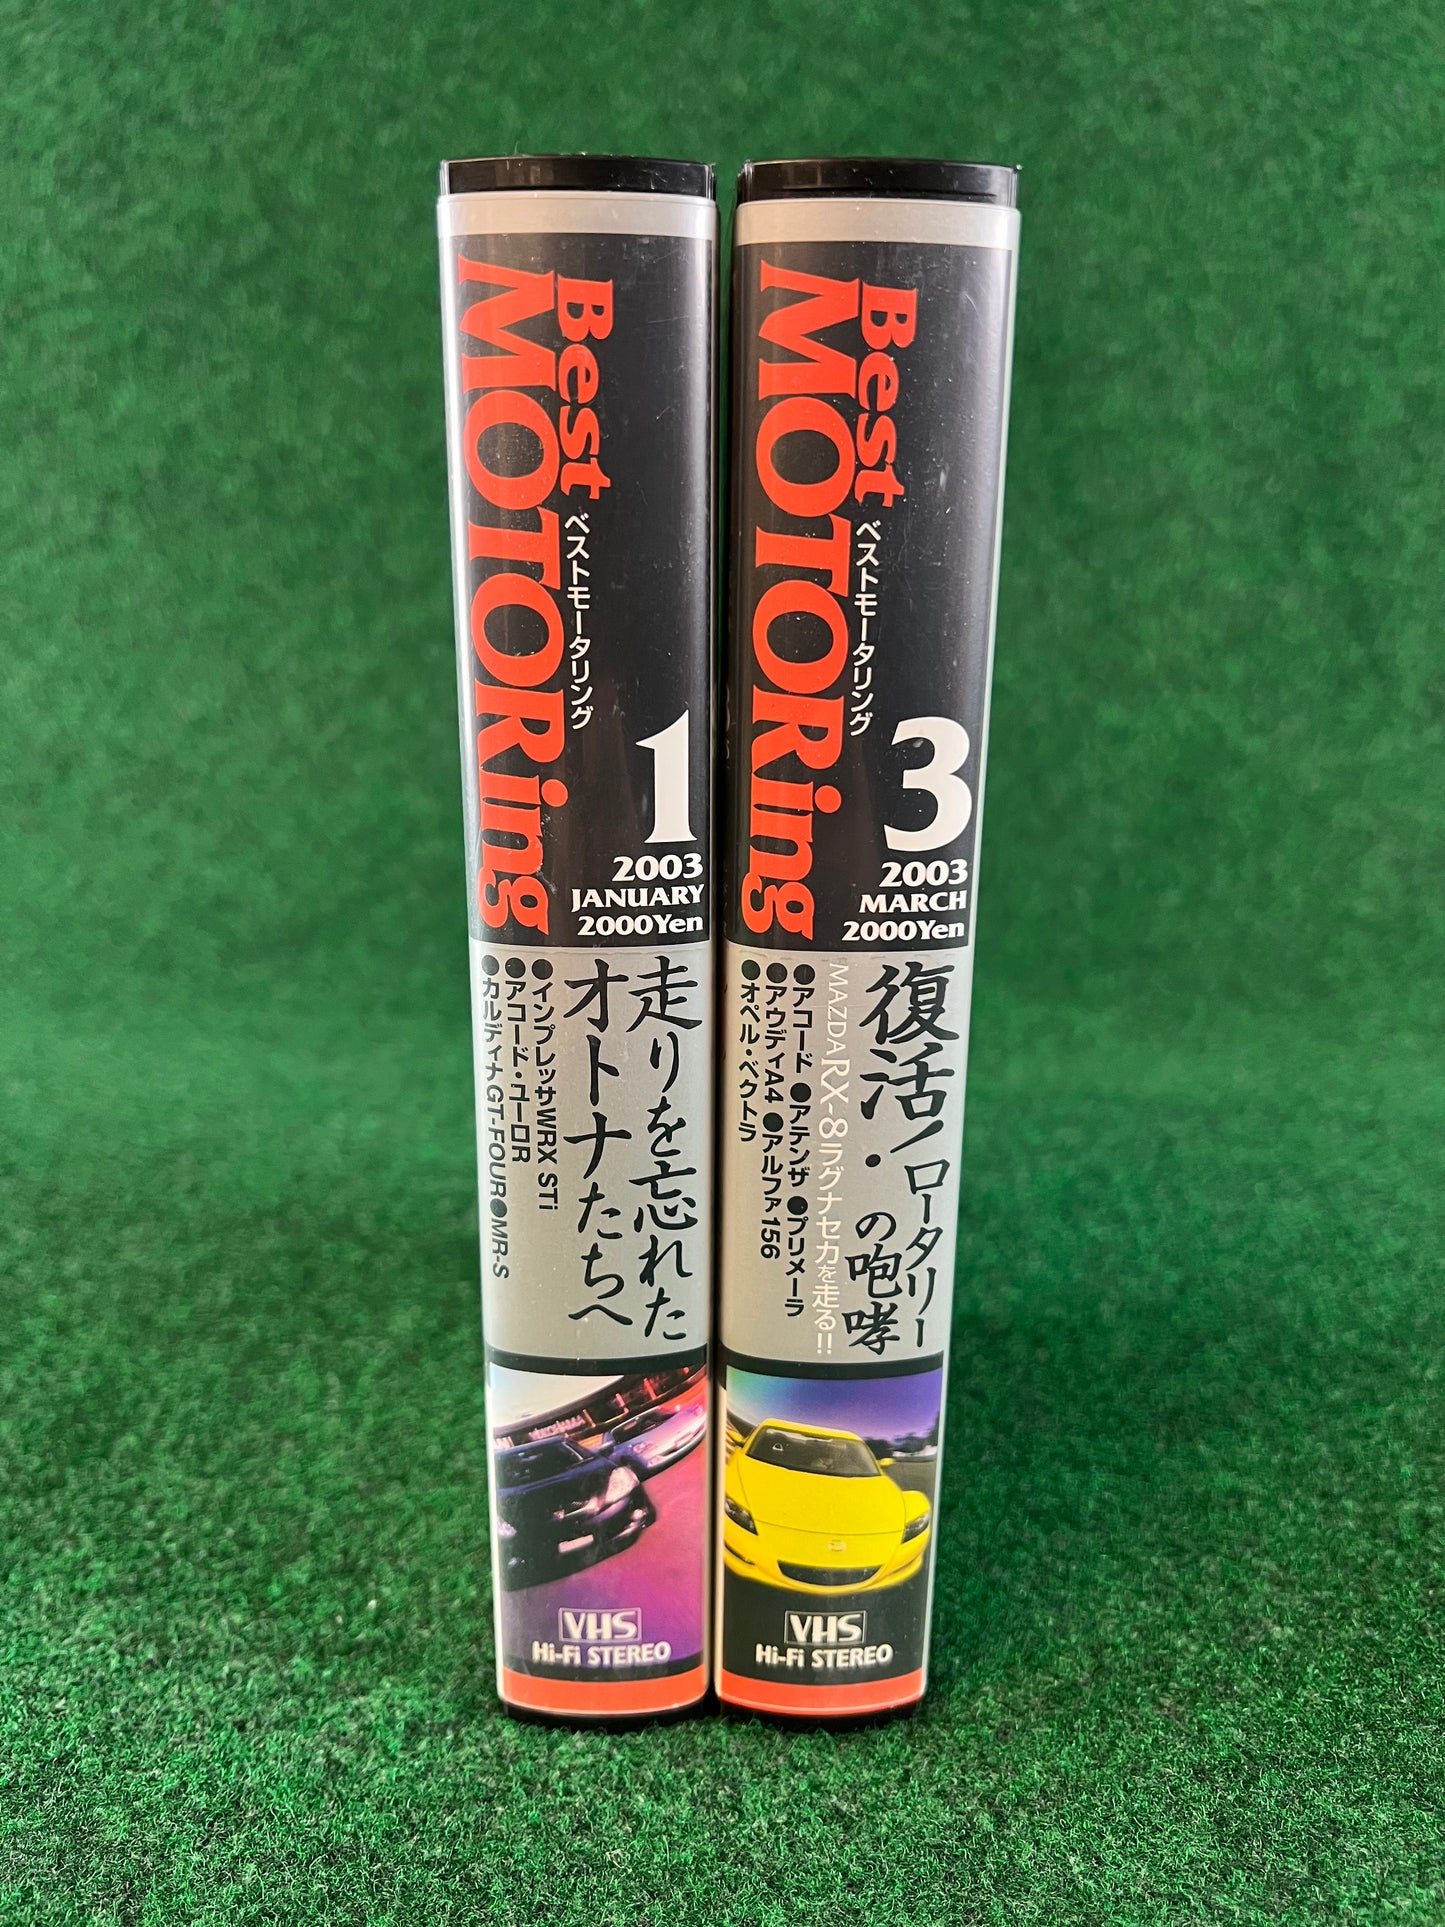 Best
MOTORing
ベストモータリング
1
2003
JANUARY
2000Yen
走りを忘れた
オトナたちへ
●インプレッサWRX STi
●アコード・ユーロR
●カルディナGT-FOUR●MR-S
VHS
Hi-Fi STEREO
Best
MOTORing
ベストモータリング
3
2003
MARCH
2000Yen
復活!・ロータリー
の咆哮
MAZDA RX-8ラグナセカを走る!!
●アコード ●アテンザ ●プリメーラ
●アウディA4 ●アルファ156
●オペル・ベクトラ
VHS
Hi-Fi STEREO